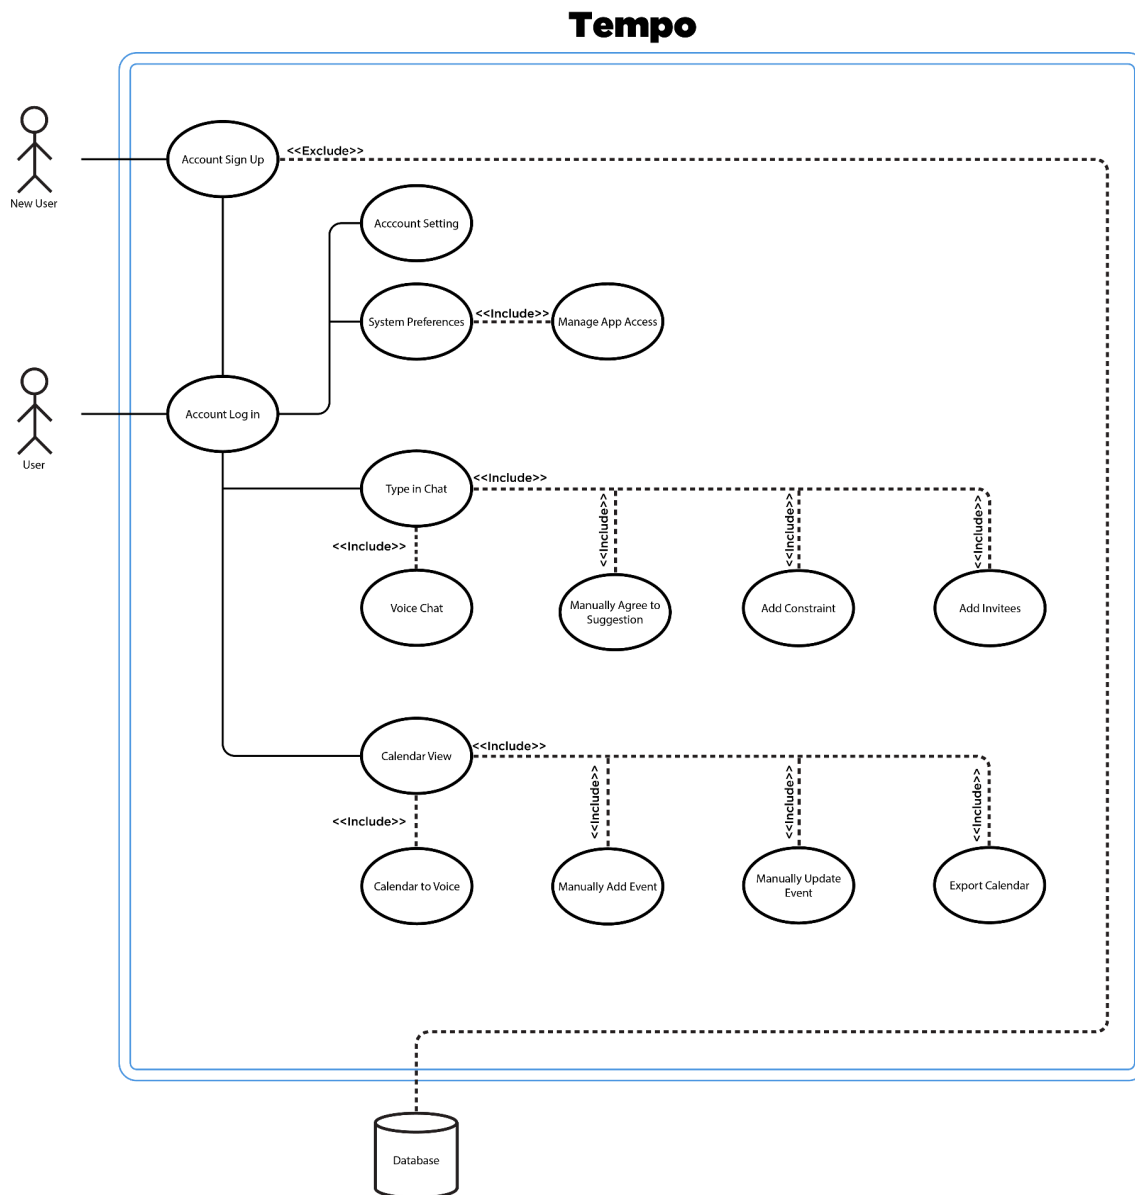 Tempo
<<Exclude>>
Account Sign Up
New User
Acccount Setting
<<Include>>
System Preferences
Manage App Access
Account Log in
User
<<Include>>
Type in Chat
<<Include>>
<<Include>>
<<Include>>
<<Include>>
Voice Chat
Manually Agree to
Suggestion
Add Constraint
Add Invitees
<<Include>>
Calendar View
<<Include>>
<<Include>>
<<Include>>
<<Include>>
Calendar to Voice
Manually Add Event
Manually Update
Event
Export Calendar
Database